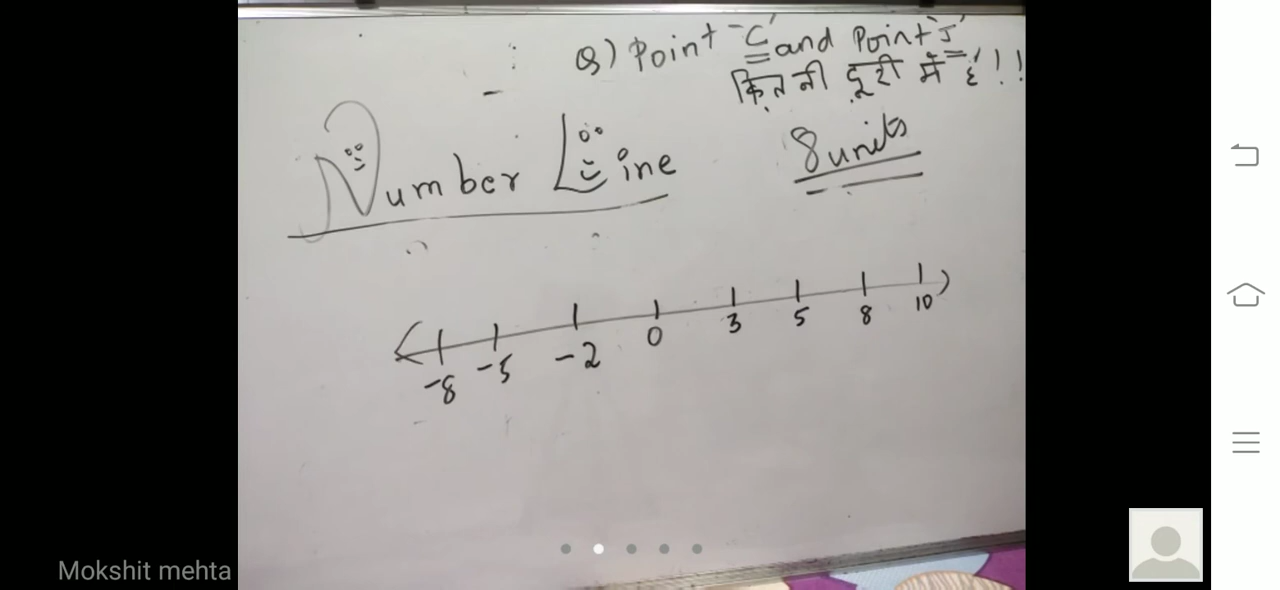 Q) Point 'C' and Point 'J'
कितनी दूरी में है !!
Number Line
8 units
-8 -5 -2 0 3 5 8 10
Mokshit mehta